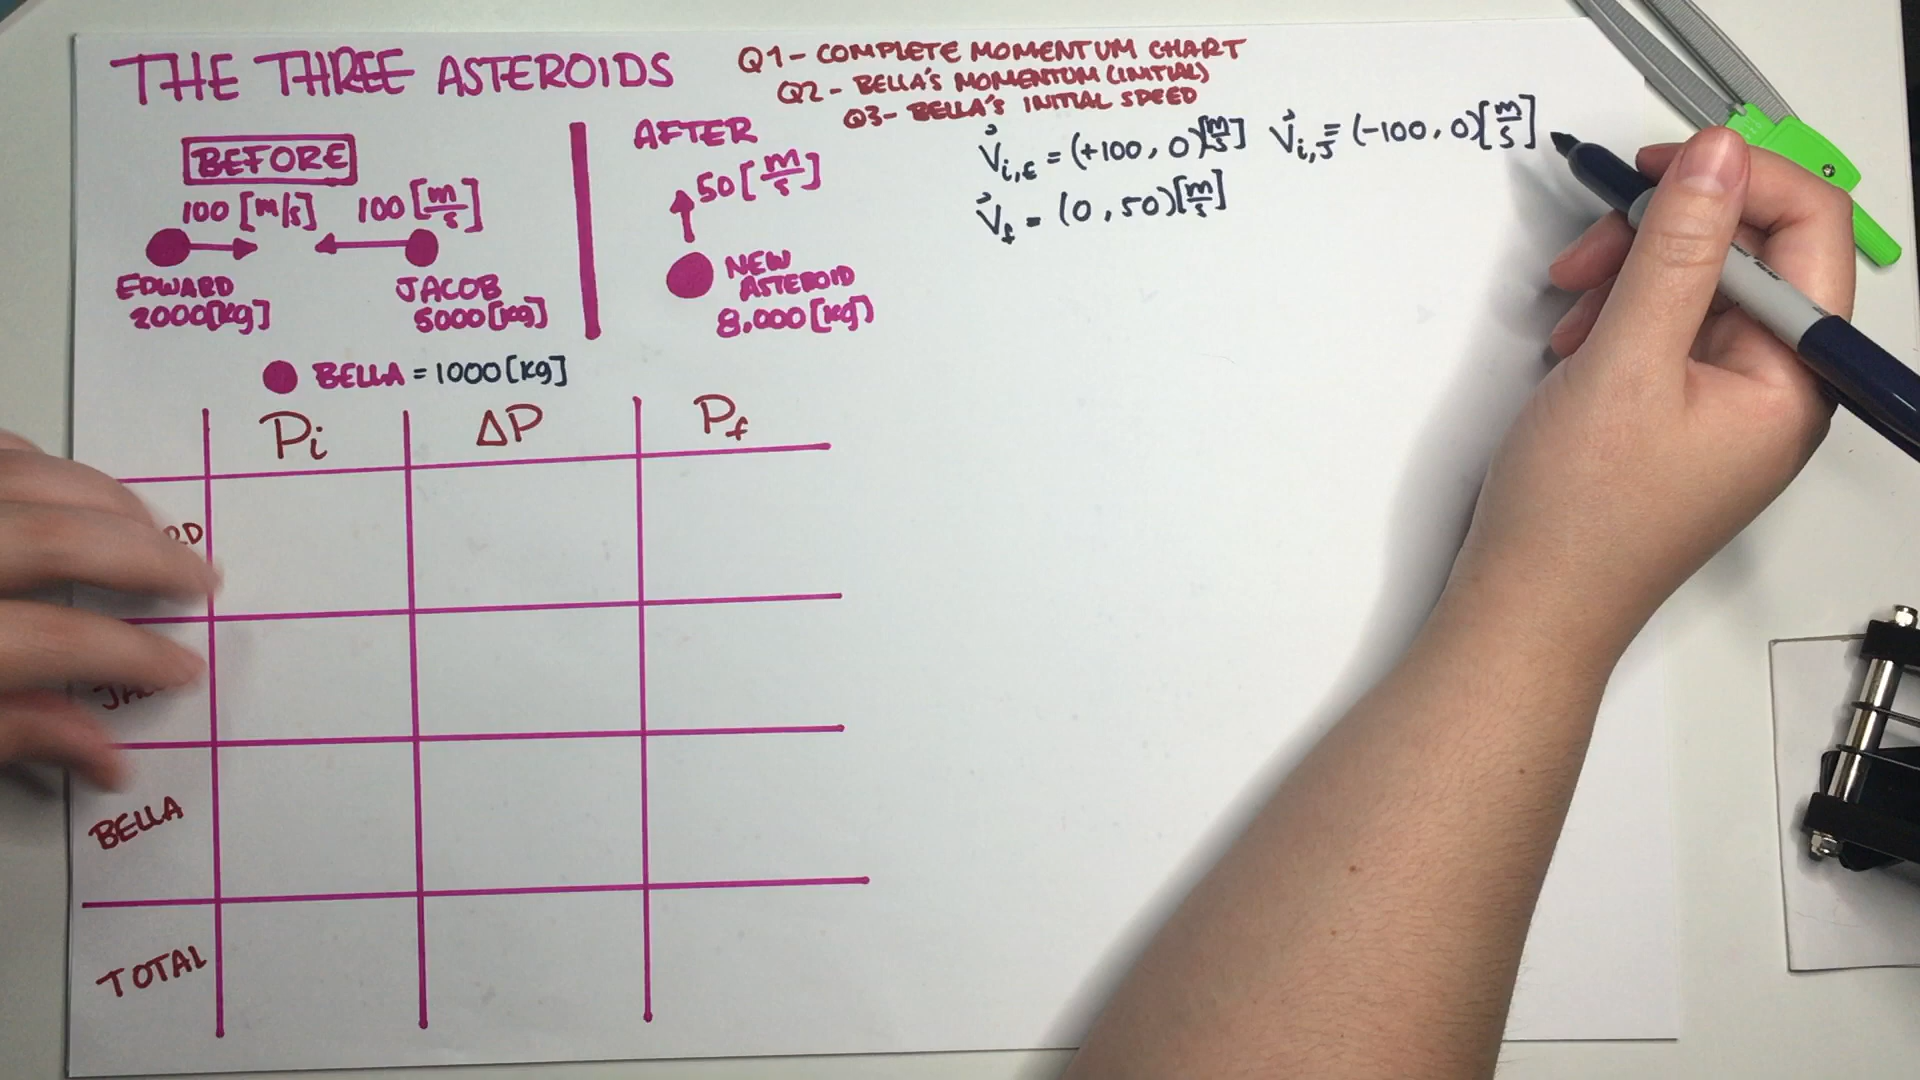 THE THREE ASTEROIDS
Q1 - COMPLETE MOMENTUM CHART
Q2 - BELLA'S MOMENTUM (INITIAL)
Q3 - BELLA'S INITIAL SPEED
BEFORE
100 [m/s] 100 [m/s]
EDWARD JACOB
2000[kg] 5000[kg]
AFTER
50 [m/s]
NEW
ASTEROID
8,000[kg]
BELLA = 1000[kg]
V⃗i,E = (+100, 0)[m/s] V⃗i,J = (-100, 0)[m/s]
V⃗f = (0, 50)[m/s]
Pi ΔP Pf
RD
BELLA
TOTAL